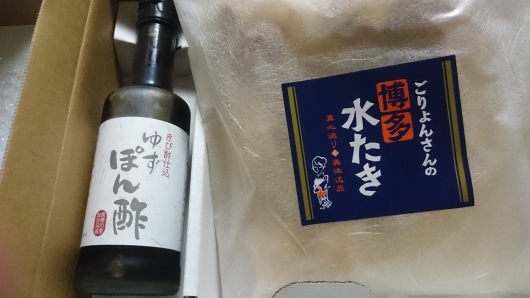 きび酢仕込
ゆず
ぽん酢
ごりょんさんの
博多
水たき